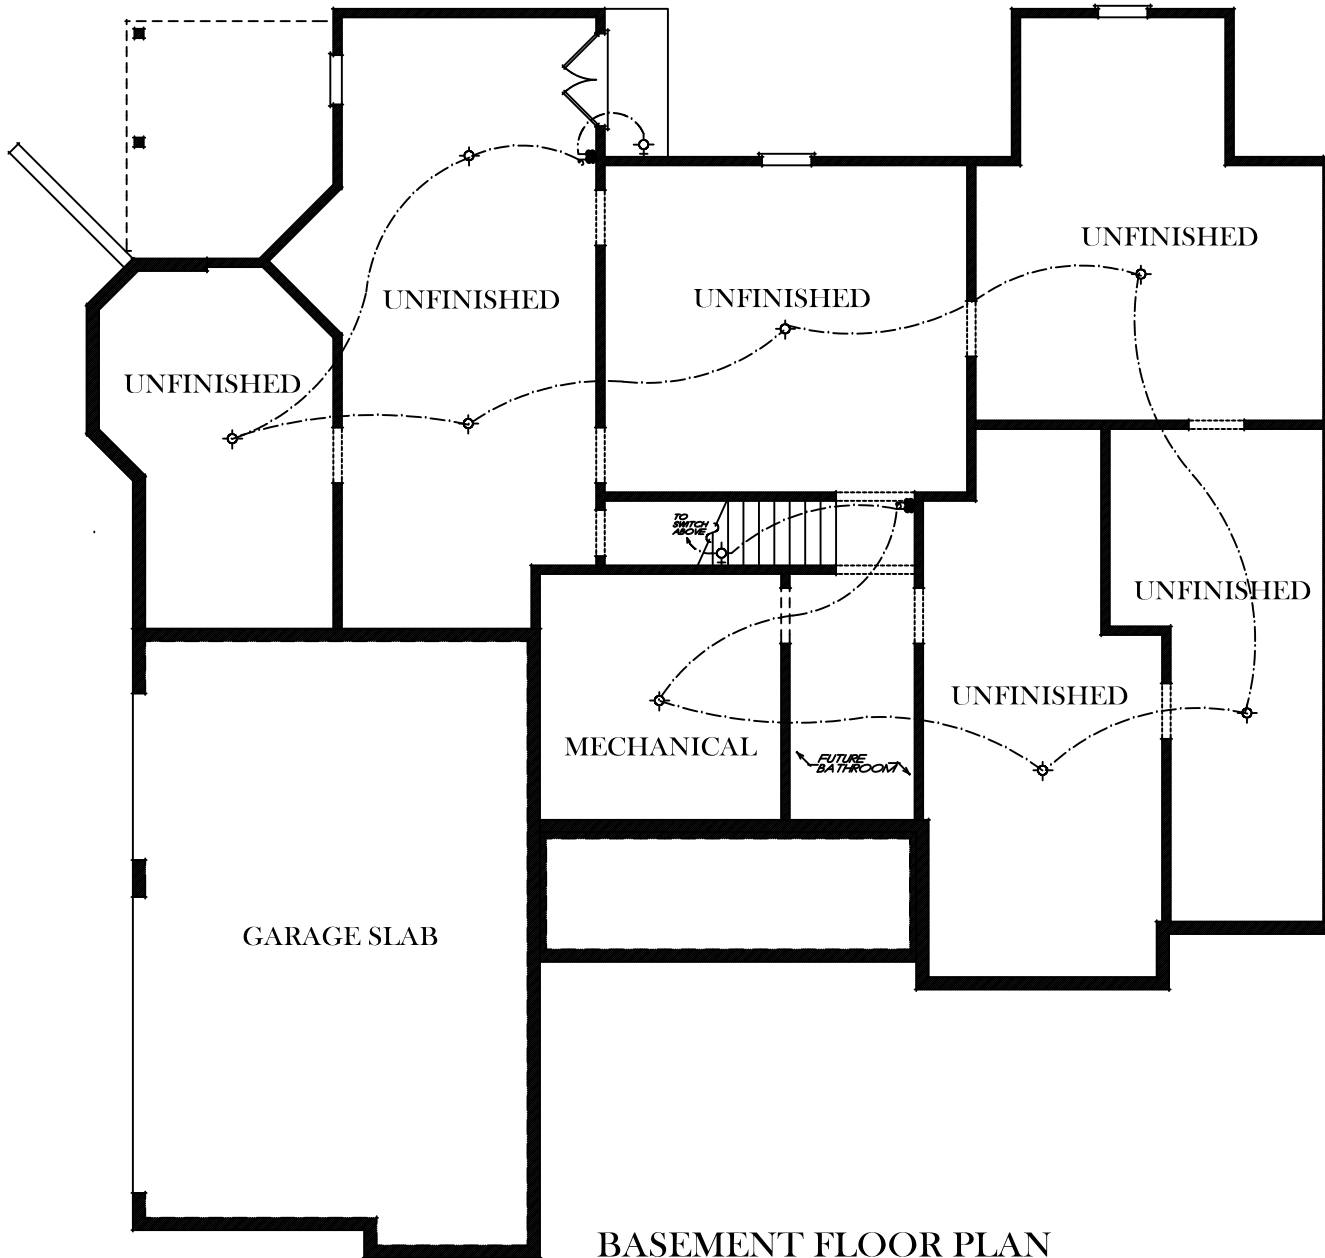 UNFINISHED
UNFINISHED
UNFINISHED
UNFINISHED
TO
SWITCH
ABOVE
UNFINISHED
UNFINISHED
MECHANICAL
FUTURE
BATHROOM
GARAGE SLAB
BASEMENT FLOOR PLAN